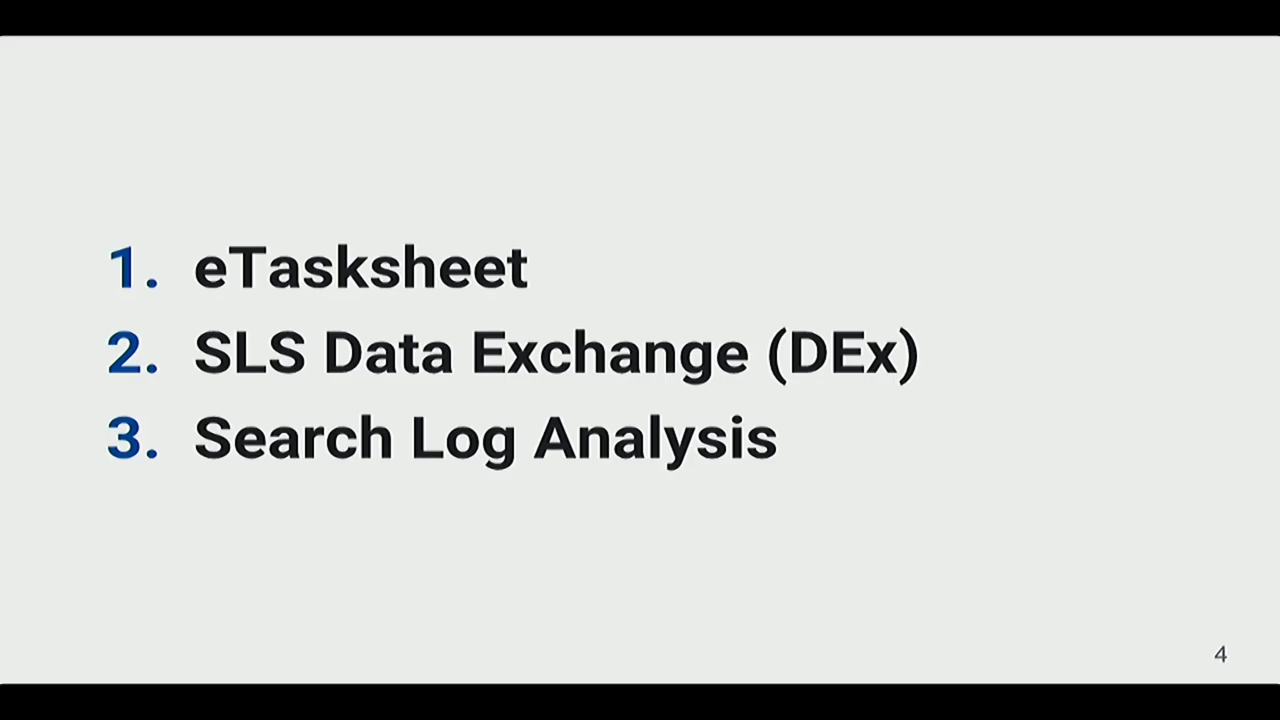 1. eTasksheet
2. SLS Data Exchange (DEx)
3. Search Log Analysis
4